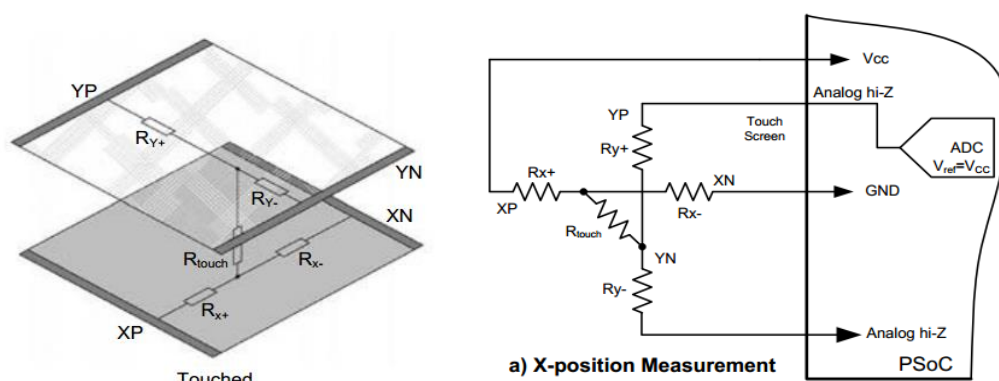 YP
RY+
RY-
YN
XN
Rtouch
Rx-
Rx+
XP
Touched
Vcc
Analog hi-Z
YP
Touch
Screen
Ry+
ADC
Vref=VCC
Rx+
XN
GND
XP
Rx-
Rtouch
YN
Ry-
Analog hi-Z
a) X-position Measurement
PSoC